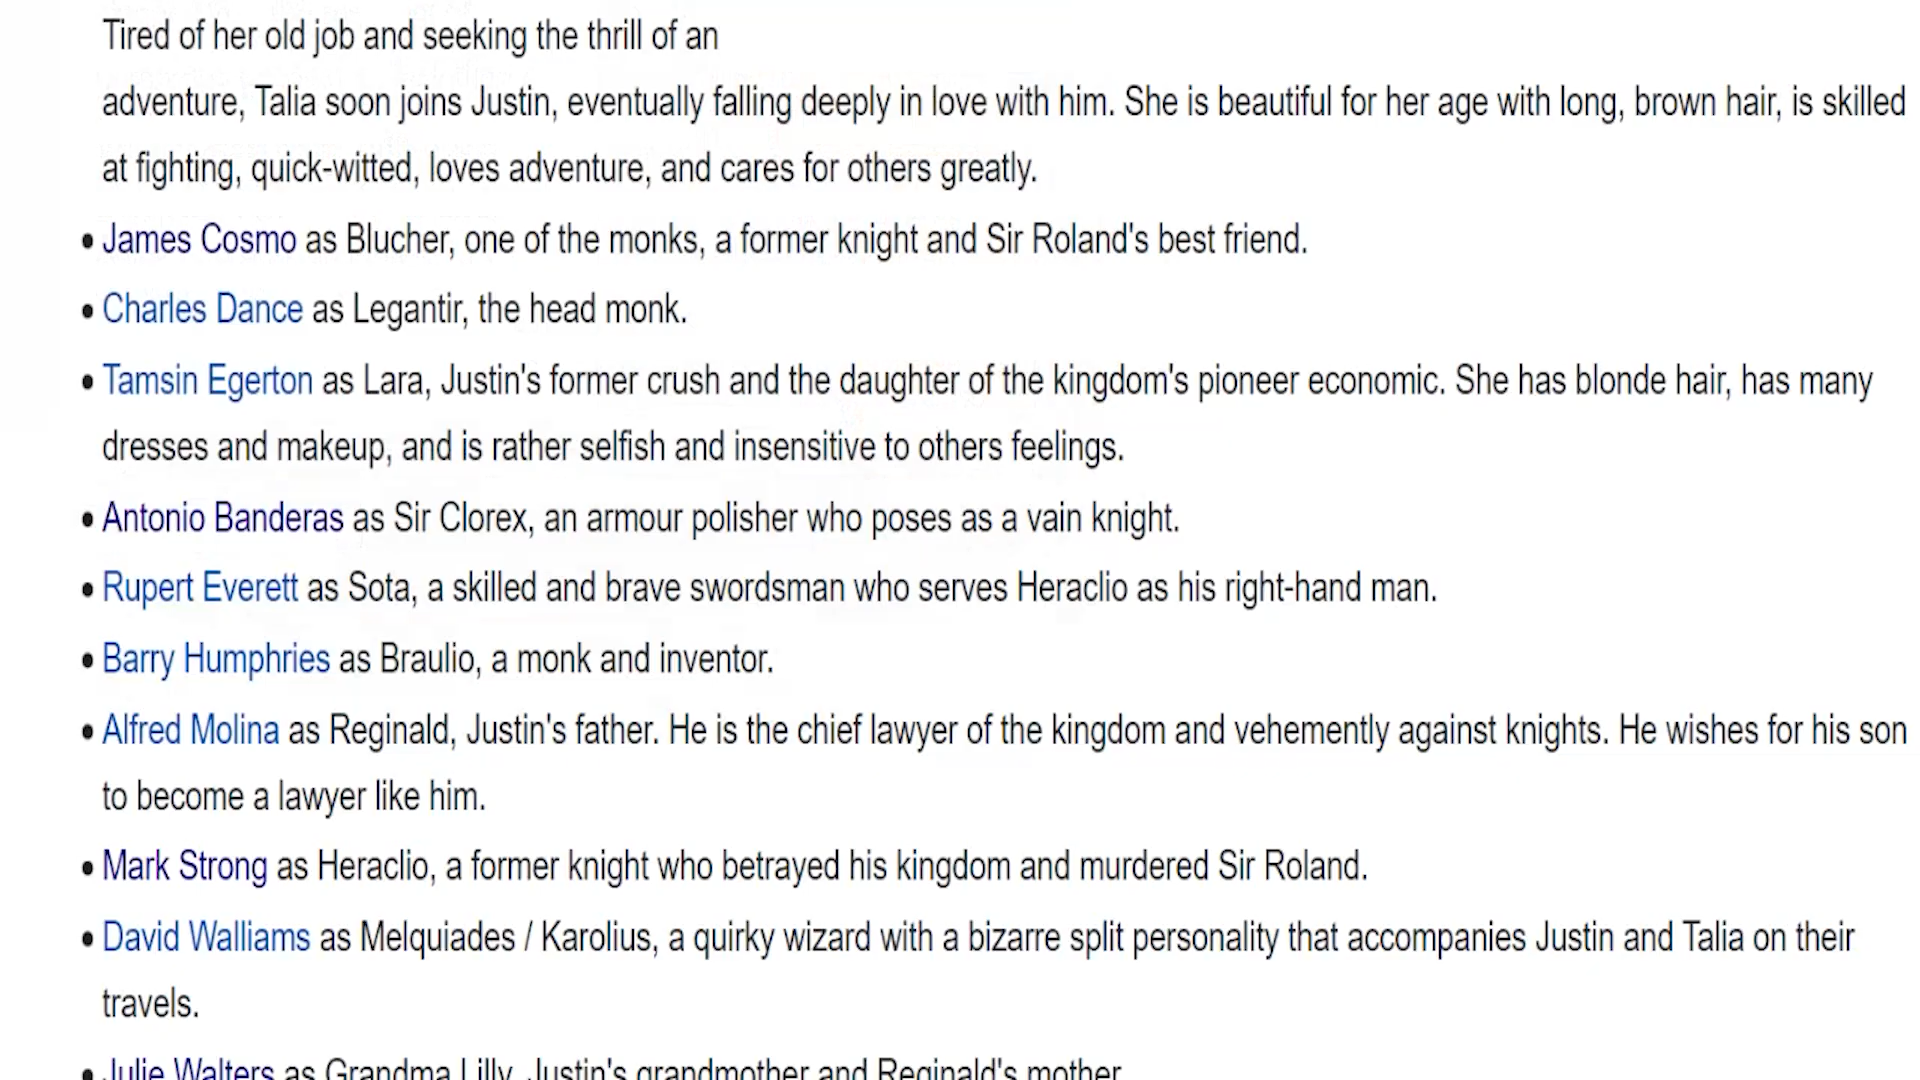 Tired of her old job and seeking the thrill of an
adventure, Talia soon joins Justin, eventually falling deeply in love with him. She is beautiful for her age with long, brown hair, is skilled
at fighting, quick-witted, loves adventure, and cares for others greatly.
• James Cosmo as Blucher, one of the monks, a former knight and Sir Roland's best friend.
• Charles Dance as Legantir, the head monk.
• Tamsin Egerton as Lara, Justin's former crush and the daughter of the kingdom's pioneer economic. She has blonde hair, has many
dresses and makeup, and is rather selfish and insensitive to others feelings.
• Antonio Banderas as Sir Clorex, an armour polisher who poses as a vain knight.
• Rupert Everett as Sota, a skilled and brave swordsman who serves Heraclio as his right-hand man.
• Barry Humphries as Braulio, a monk and inventor.
• Alfred Molina as Reginald, Justin's father. He is the chief lawyer of the kingdom and vehemently against knights. He wishes for his son
to become a lawyer like him.
• Mark Strong as Heraclio, a former knight who betrayed his kingdom and murdered Sir Roland.
• David Walliams as Melquiades / Karolius, a quirky wizard with a bizarre split personality that accompanies Justin and Talia on their
travels.
• Julie Walters as Grandma Lilly, Justin's grandmother and Reginald's mother